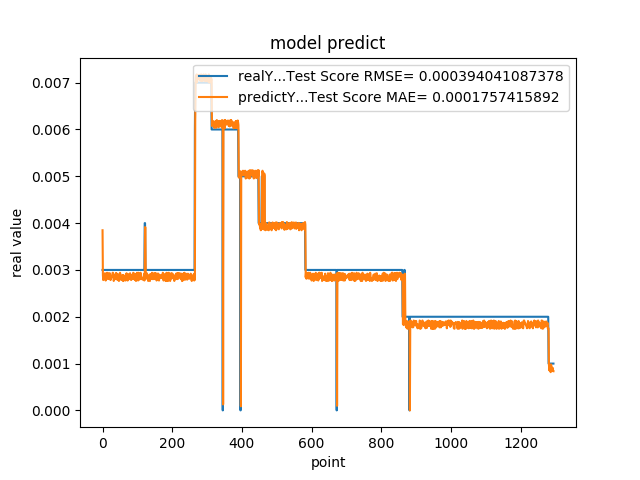 model predict
realY...Test Score RMSE= 0.000394041087378
predictY...Test Score MAE= 0.0001757415892
real value
0.007
0.006
0.005
0.004
0.003
0.002
0.001
0.000
0 200 400 600 800 1000 1200
point